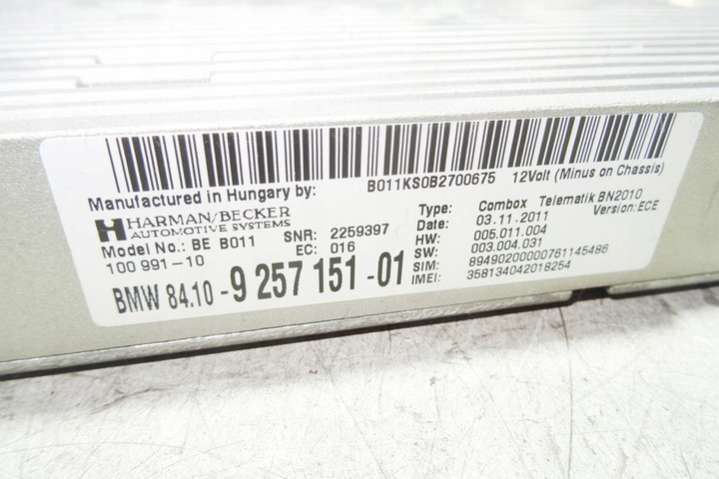 B011KS0B2700675 12Volt (Minus on Chassis)
Manufactured in Hungary by:
HARMAN/BECKER
AUTOMOTIVE SYSTEMS
Model No.: BE B011 SNR: 2259397
100 991-10 EC: 016
BMW 84.10-9 257 151-01
Type: Combox Telematik BN2010
Date: 03.11.2011 Version: ECE
HW: 005.011.004
SW: 003.004.031
SIM: 89490200000761145486
IMEI: 358134042018254